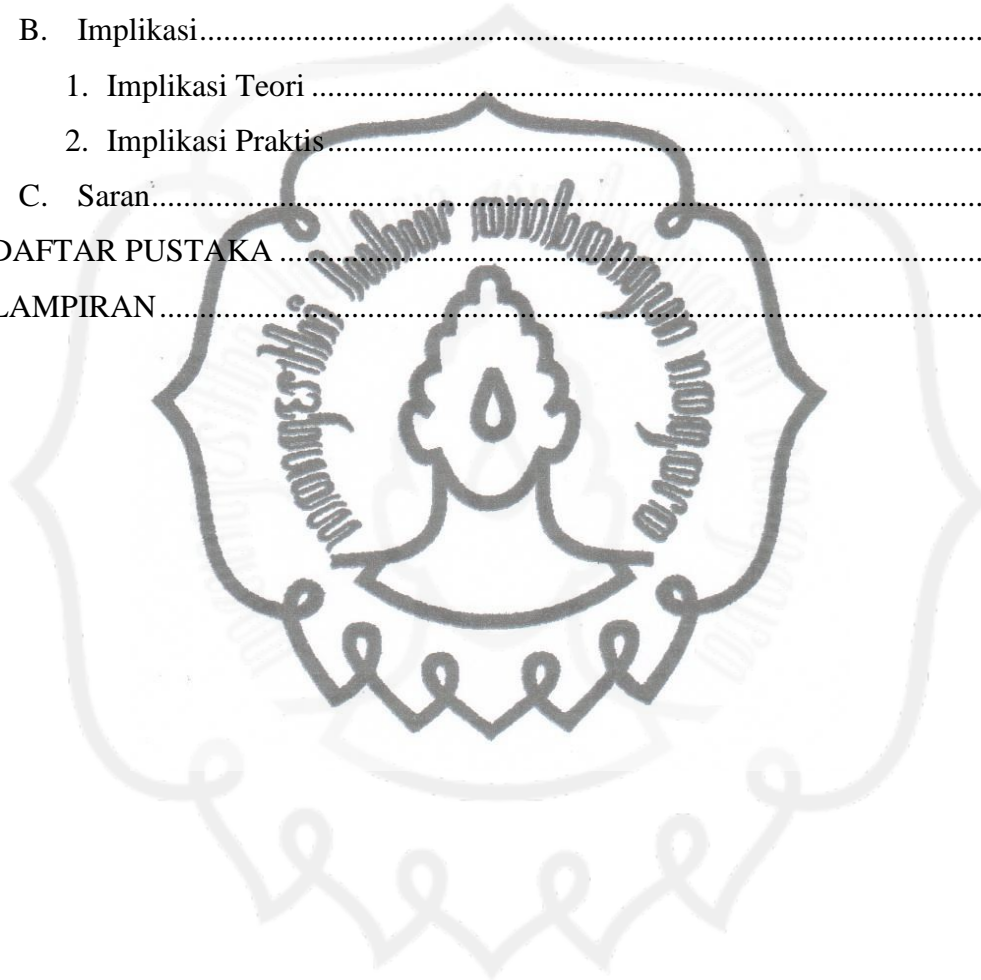 B. Implikasi....................................................................................................
1. Implikasi Teori ....................................................................................
2. Implikasi Praktis..................................................................................
C. Saran..........................................................................................................
DAFTAR PUSTAKA ........................................................................................
LAMPIRAN.......................................................................................................